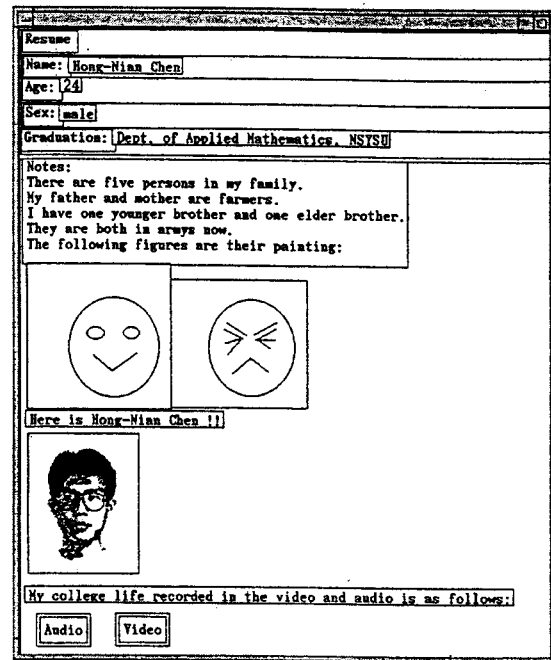 Resume
Name: Hong-Nian Chen
Age: 24
Sex: male
Graduation: Dept. of Applied Mathematics, NSYSU
Notes:
There are five persons in my family.
My father and mother are farmers.
I have one younger brother and one elder brother.
They are both in armys now.
The following figures are their painting:
Here is Hong-Nian Chen !!
My college life recorded in the video and audio is as follows:
Audio Video